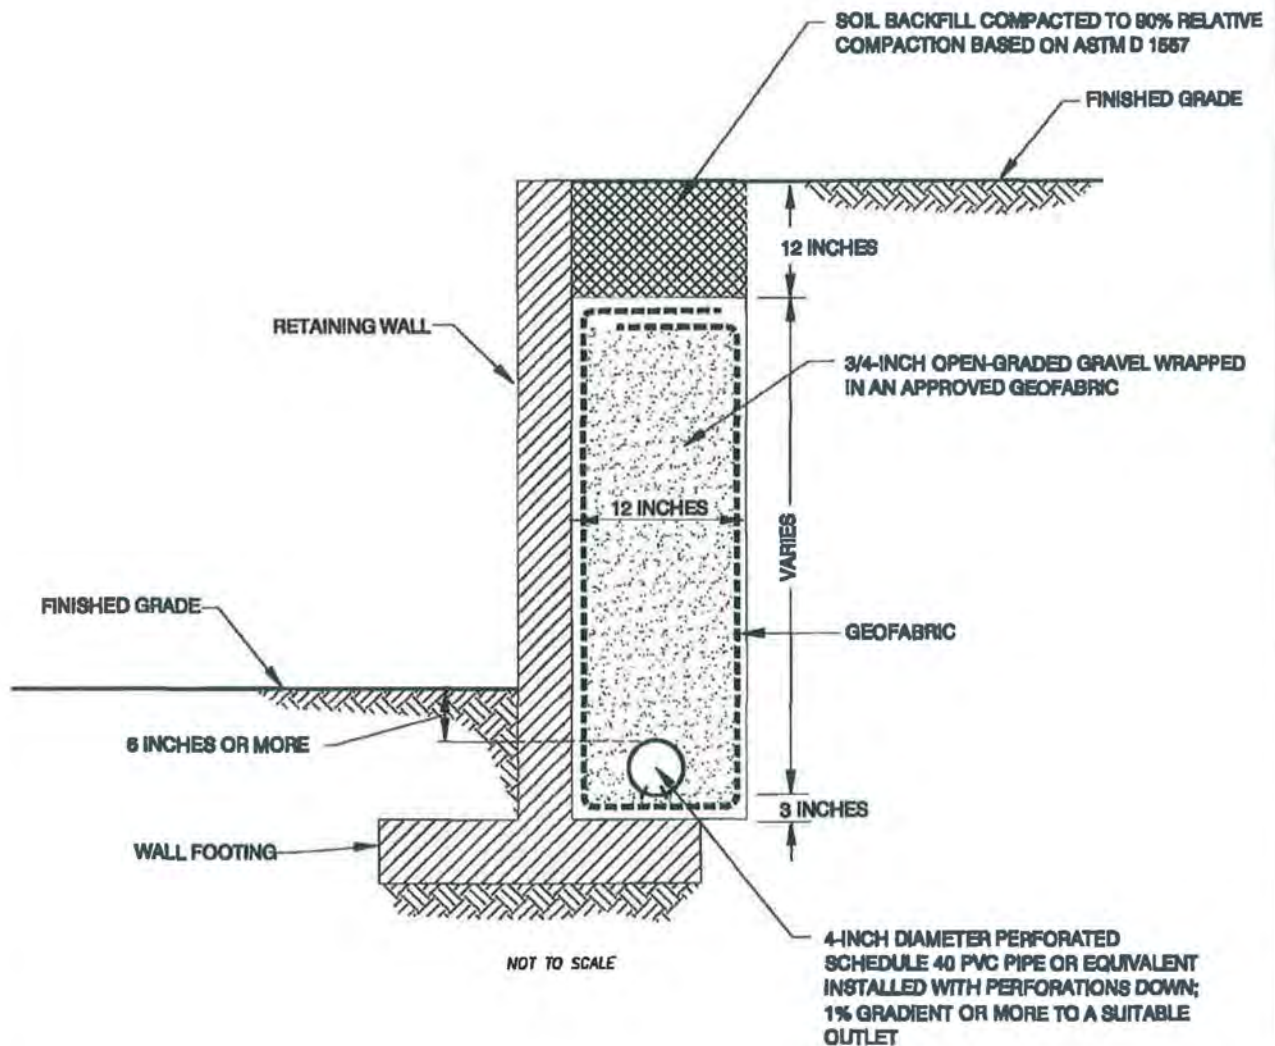 SOIL BACKFILL COMPACTED TO 90% RELATIVE
COMPACTION BASED ON ASTM D 1557
FINISHED GRADE
12 INCHES
RETAINING WALL
3/4-INCH OPEN-GRADED GRAVEL WRAPPED
IN AN APPROVED GEOFABRIC
12 INCHES
VARIES
FINISHED GRADE
GEOFABRIC
6 INCHES OR MORE
3 INCHES
WALL FOOTING
4-INCH DIAMETER PERFORATED
SCHEDULE 40 PVC PIPE OR EQUIVALENT
INSTALLED WITH PERFORATIONS DOWN;
1% GRADIENT OR MORE TO A SUITABLE
OUTLET
NOT TO SCALE